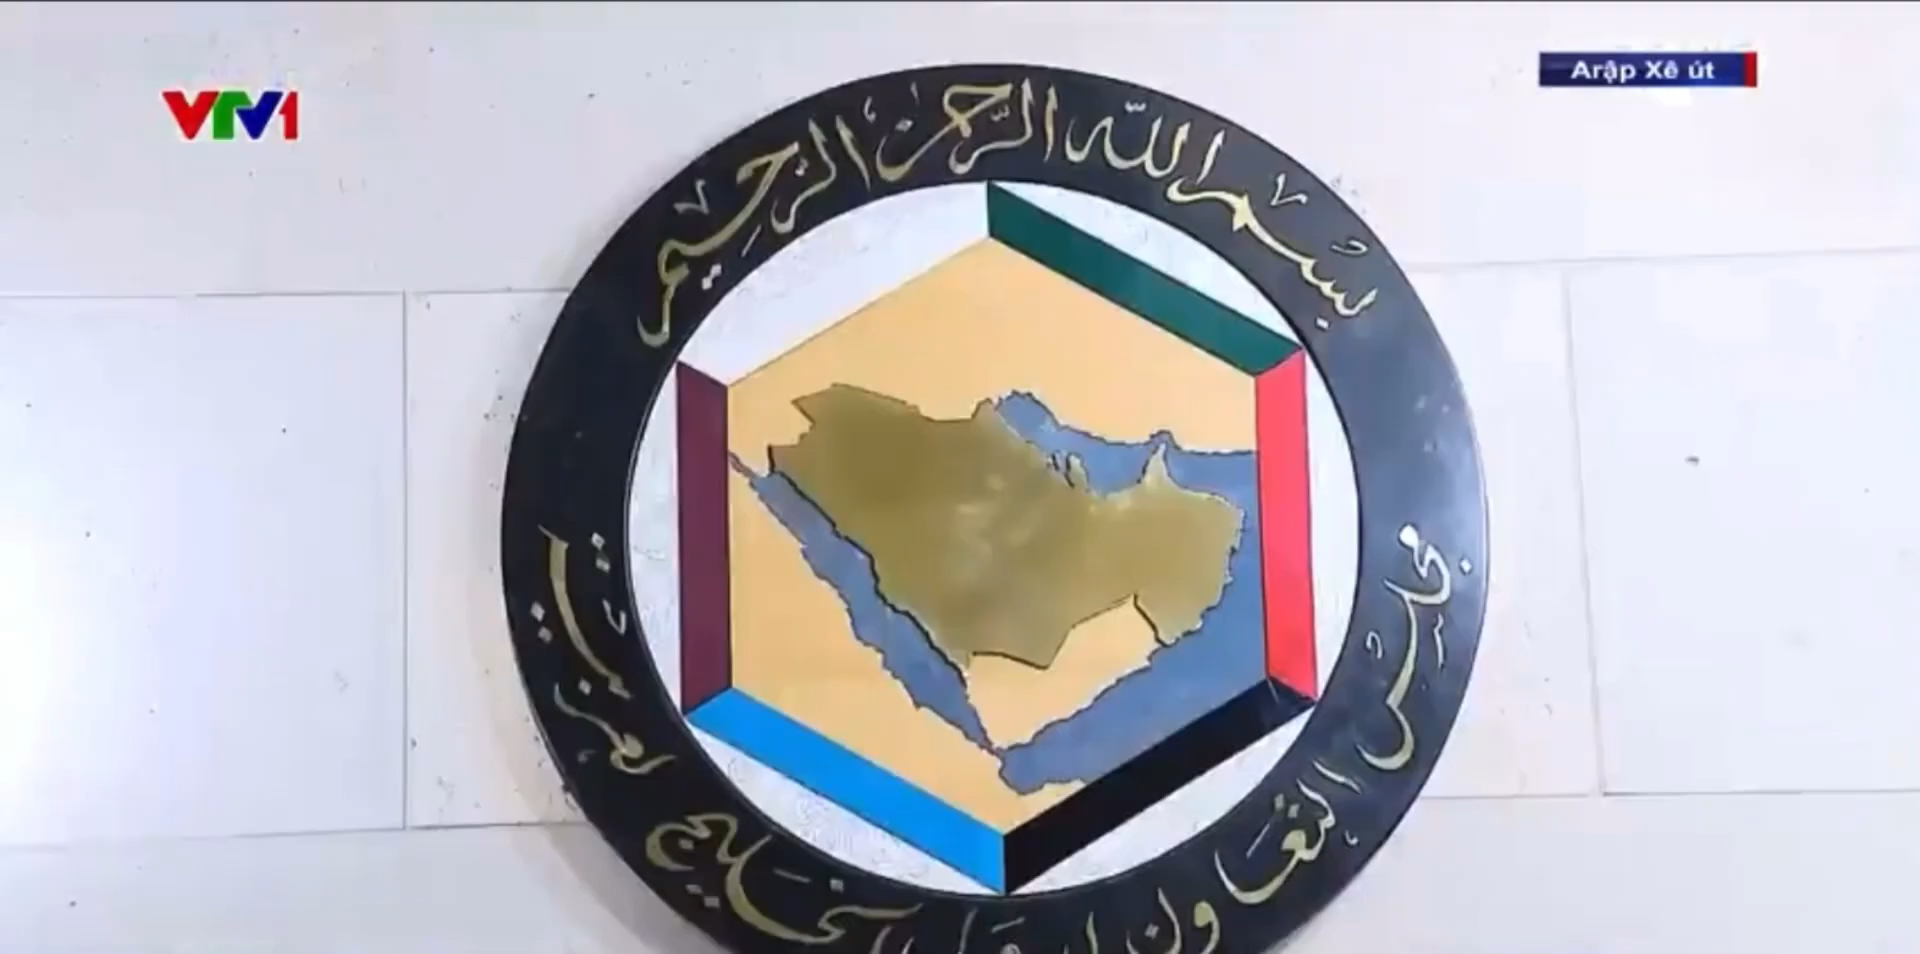 VTV1
Arập Xê út
بسم الله الرحمن الرحيم
مجلس التعاون لدول الخليج العربية